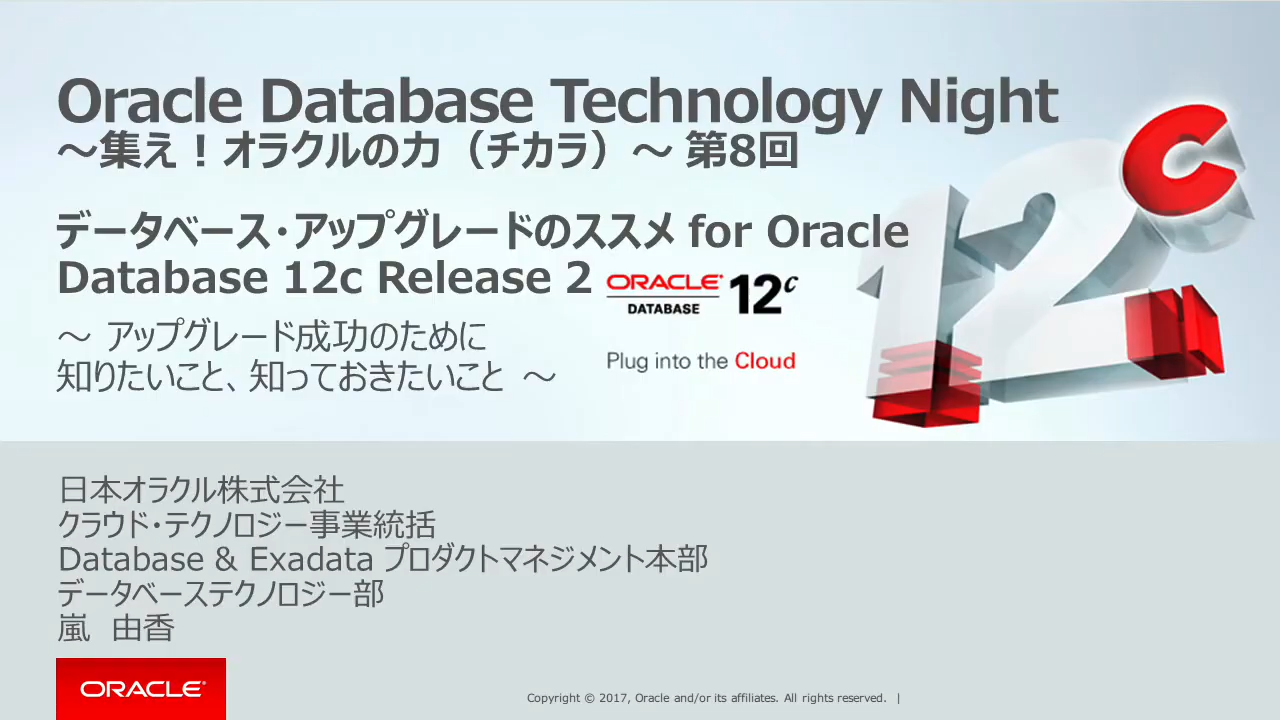 Oracle Database Technology Night
～集え！オラクルの力（チカラ）～ 第8回
データベース・アップグレードのススメ for Oracle
Database 12c Release 2
ORACLE
DATABASE
12c
Plug into the Cloud
～ アップグレード成功のために
知りたいこと、知っておきたいこと ～
12c
日本オラクル株式会社
クラウド・テクノロジー事業統括
Database & Exadata プロダクトマネジメント本部
データベーステクノロジー部
嵐 由香
ORACLE
Copyright © 2017, Oracle and/or its affiliates. All rights reserved. |